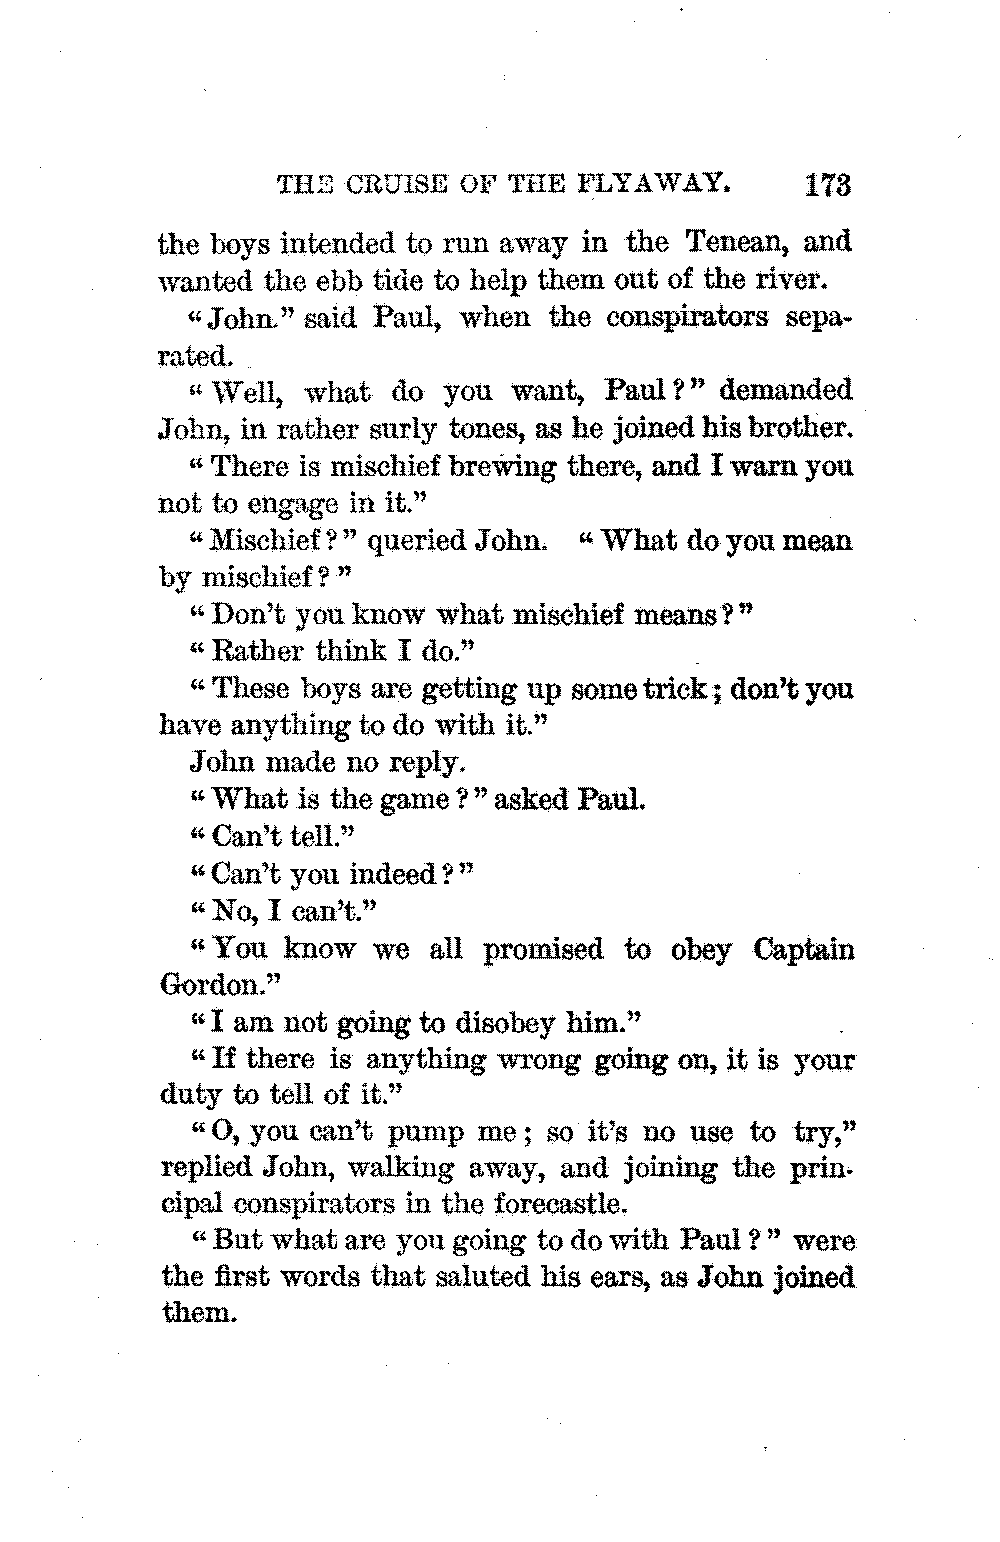 THE CRUISE OF THE FLYAWAY. 173
the boys intended to run away in the Tenean, and
wanted the ebb tide to help them out of the river.
“John.” said Paul, when the conspirators sepa-
rated.
“Well, what do you want, Paul?” demanded
John, in rather surly tones, as he joined his brother.
“There is mischief brewing there, and I warn you
not to engage in it.”
“Mischief?” queried John. “What do you mean
by mischief?”
“Don't you know what mischief means?”
“Rather think I do.”
“These boys are getting up some trick; don't you
have anything to do with it.”
John made no reply.
“What is the game?” asked Paul.
“Can't tell.”
“Can't you indeed?”
“No, I can't.”
“You know we all promised to obey Captain
Gordon.”
“I am not going to disobey him.”
“If there is anything wrong going on, it is your
duty to tell of it.”
“O, you can't pump me; so it's no use to try,”
replied John, walking away, and joining the prin-
cipal conspirators in the forecastle.
“But what are you going to do with Paul?” were
the first words that saluted his ears, as John joined
them.